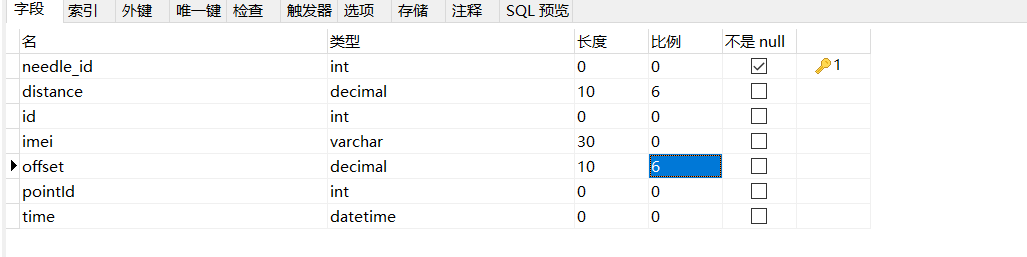 字段 索引 外键 唯一键 检查 触发器 选项 存储 注释 SQL 预览
名 类型 长度 比例 不是 null
needle_id int 0 0 1
distance decimal 10 6
id int 0 0
imei varchar 30 0
offset decimal 10 6
pointId int 0 0
time datetime 0 0